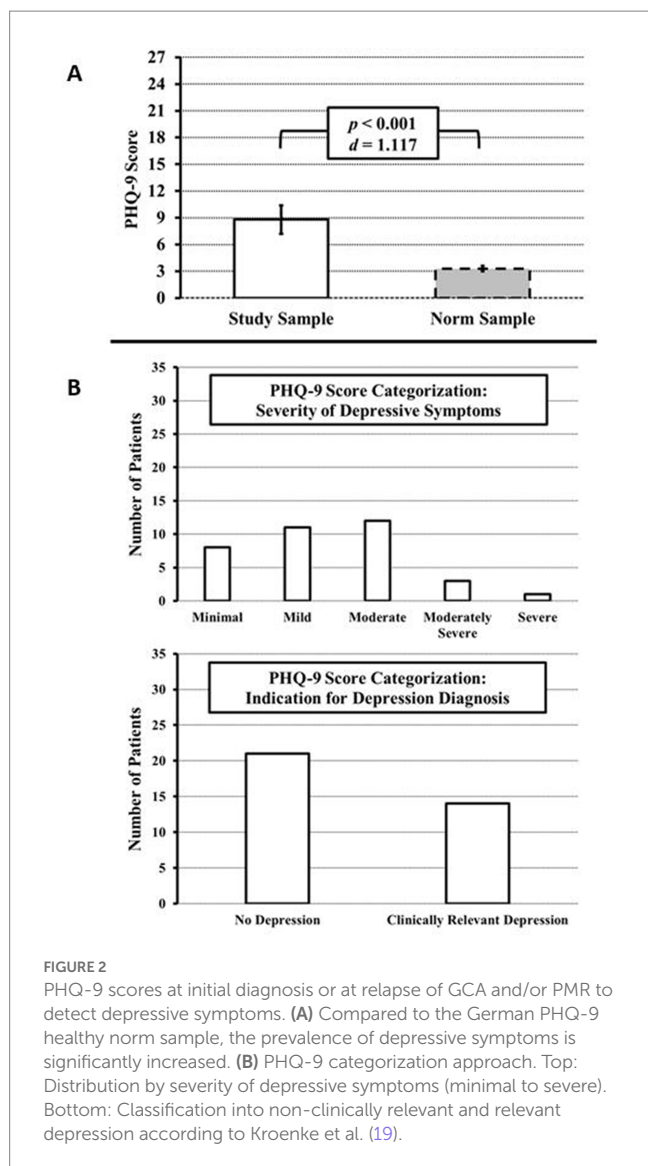 A
27
24
21
18
15
12
9
6
3
0
PHQ-9 Score
p < 0.001
d = 1.117
Study Sample
Norm Sample
B
35
30
25
20
15
10
5
0
Number of Patients
PHQ-9 Score Categorization:
Severity of Depressive Symptoms
Minimal
Mild
Moderate
Moderately
Severe
Severe
35
30
25
20
15
10
5
0
Number of Patients
PHQ-9 Score Categorization:
Indication for Depression Diagnosis
No Depression
Clinically Relevant Depression
FIGURE 2
PHQ-9 scores at initial diagnosis or at relapse of GCA and/or PMR to
detect depressive symptoms. (A) Compared to the German PHQ-9
healthy norm sample, the prevalence of depressive symptoms is
significantly increased. (B) PHQ-9 categorization approach. Top:
Distribution by severity of depressive symptoms (minimal to severe).
Bottom: Classification into non-clinically relevant and relevant
depression according to Kroenke et al. (19).